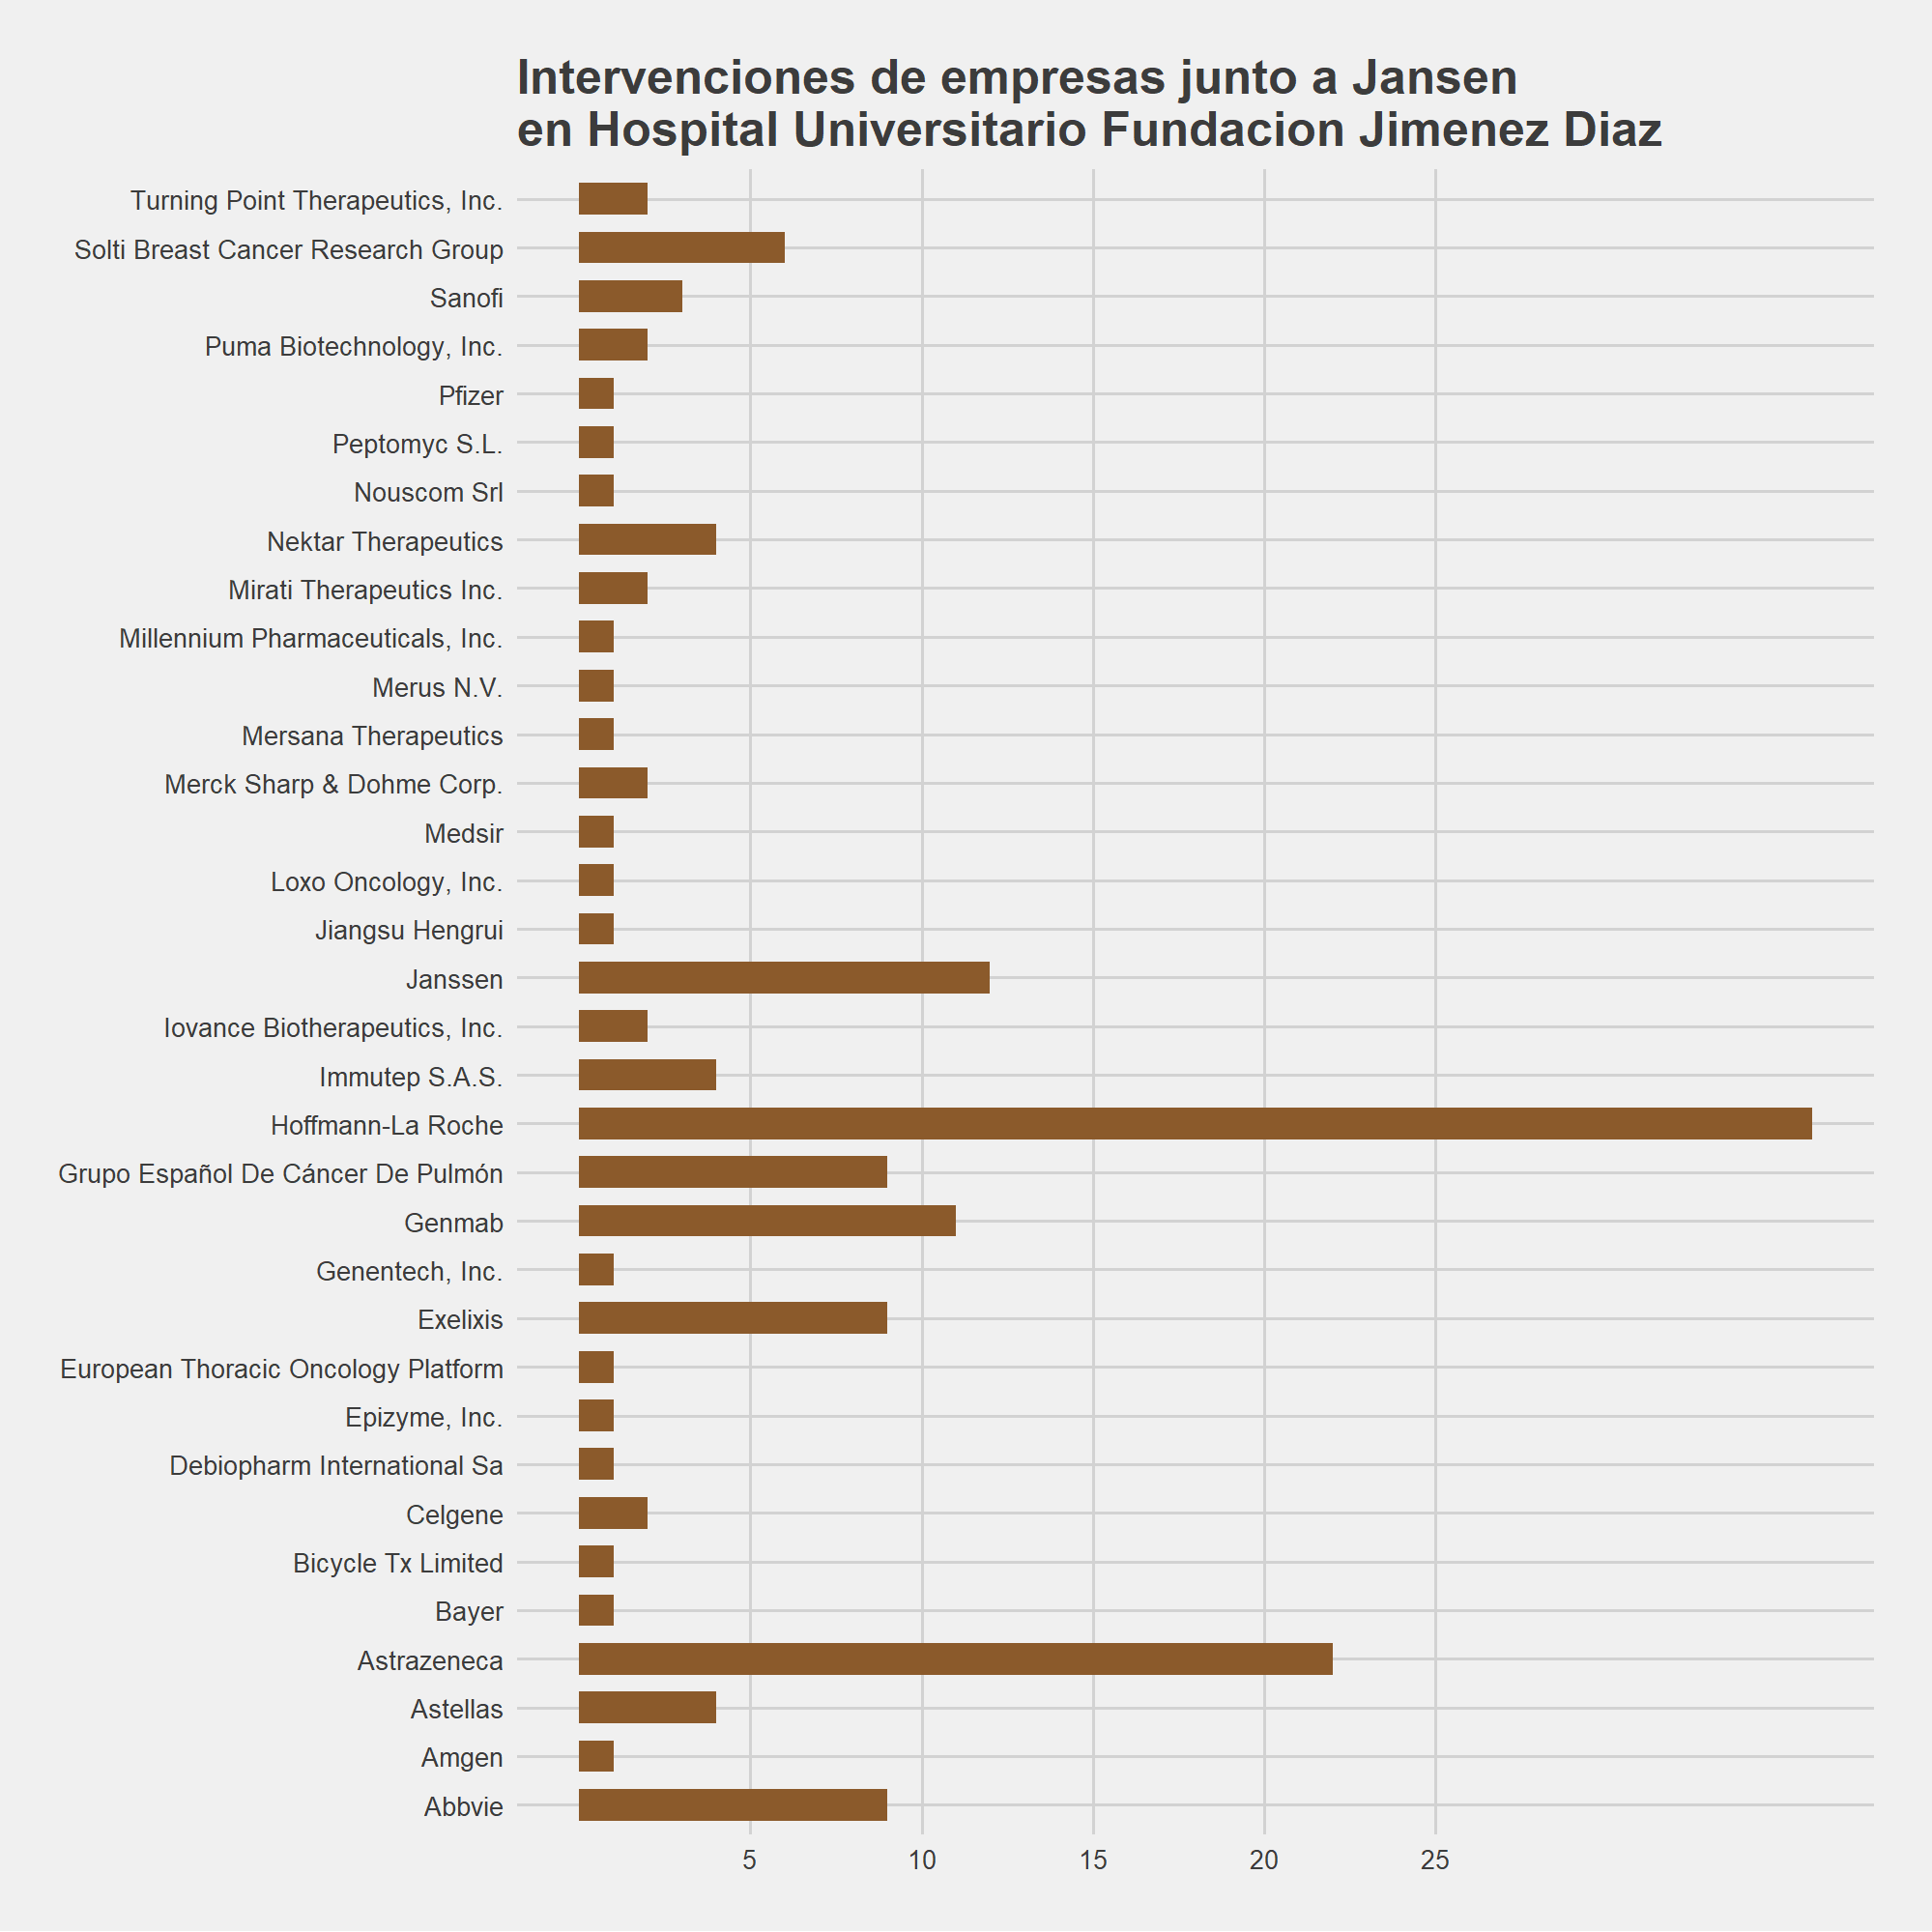 Intervenciones de empresas junto a Jansen
en Hospital Universitario Fundacion Jimenez Diaz
Turning Point Therapeutics, Inc.
Solti Breast Cancer Research Group
Sanofi
Puma Biotechnology, Inc.
Pfizer
Peptomyc S.L.
Nouscom Srl
Nektar Therapeutics
Mirati Therapeutics Inc.
Millennium Pharmaceuticals, Inc.
Merus N.V.
Mersana Therapeutics
Merck Sharp & Dohme Corp.
Medsir
Loxo Oncology, Inc.
Jiangsu Hengrui
Janssen
Iovance Biotherapeutics, Inc.
Immutep S.A.S.
Hoffmann-La Roche
Grupo Español De Cáncer De Pulmón
Genmab
Genentech, Inc.
Exelixis
European Thoracic Oncology Platform
Epizyme, Inc.
Debiopharm International Sa
Celgene
Bicycle Tx Limited
Bayer
Astrazeneca
Astellas
Amgen
Abbvie
5 10 15 20 25